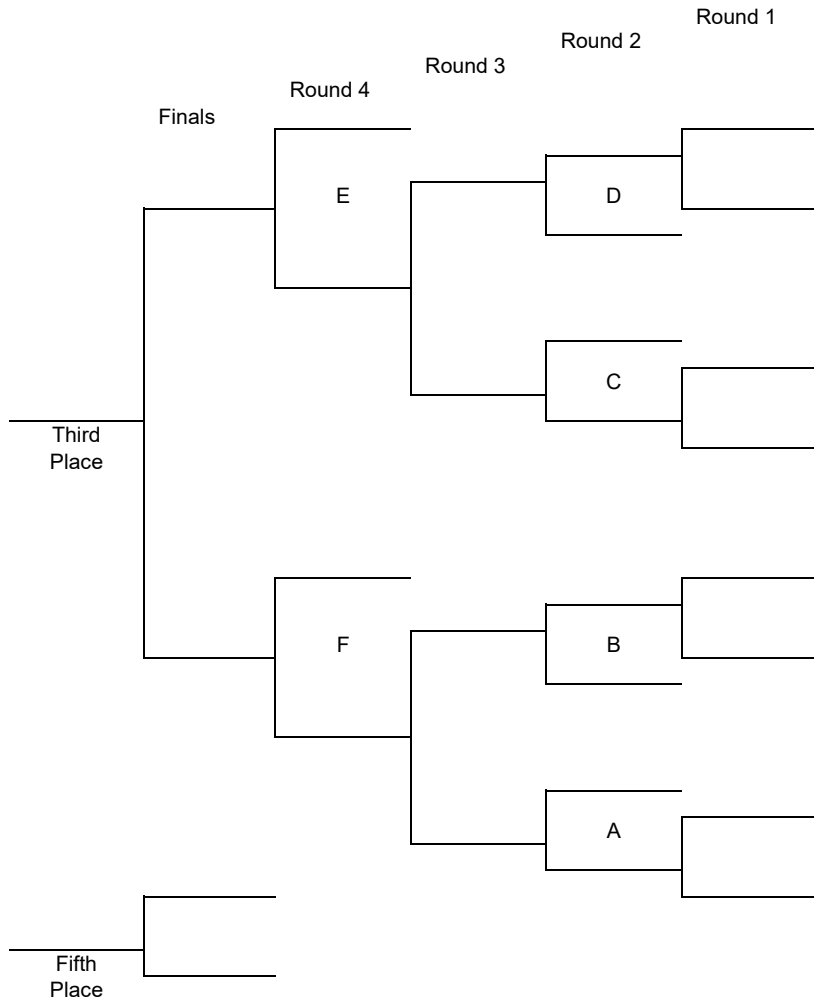 Round 1
Round 2
Round 3
Round 4
Finals
E
D
C
Third
Place
F
B
A
Fifth
Place